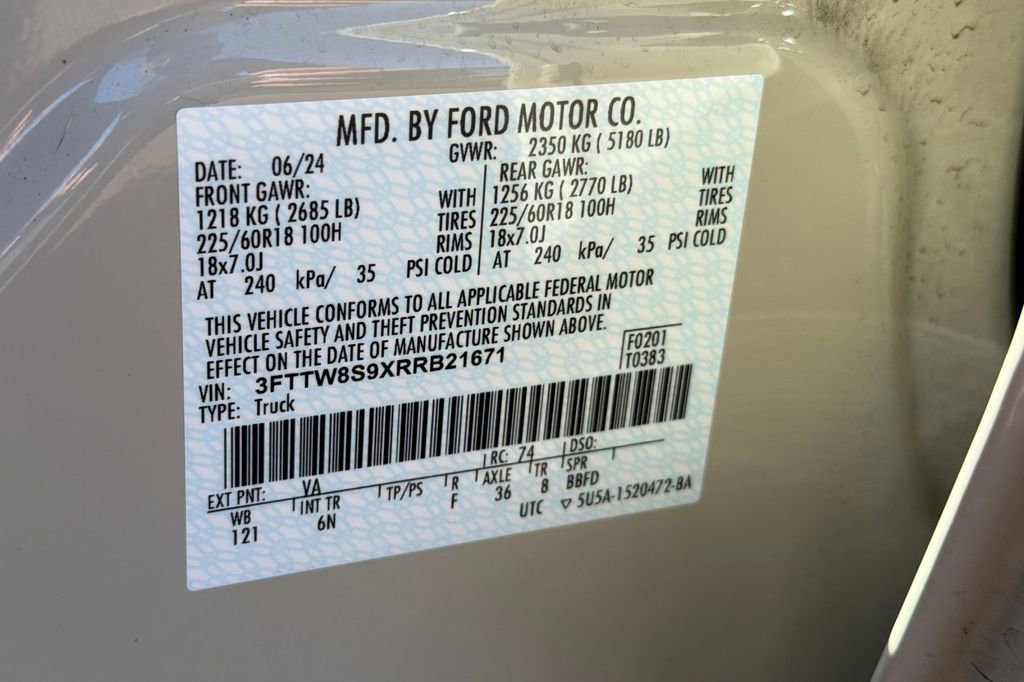 MFD. BY FORD MOTOR CO.
DATE: 06/24 GVWR: 2350 KG ( 5180 LB)
FRONT GAWR: REAR GAWR:
1218 KG ( 2685 LB) WITH 1256 KG ( 2770 LB) WITH
225/60R18 100H TIRES 225/60R18 100H TIRES
18x7.0J RIMS 18x7.0J RIMS
AT 240 kPa/ 35 PSI COLD AT 240 kPa/ 35 PSI COLD
THIS VEHICLE CONFORMS TO ALL APPLICABLE FEDERAL MOTOR
VEHICLE SAFETY AND THEFT PREVENTION STANDARDS IN
EFFECT ON THE DATE OF MANUFACTURE SHOWN ABOVE.
VIN: 3FTTW8S9XRRB21671 F0201
TYPE: Truck T0383
EXT PNT: VA RC: 74 DSO:
WB INT TR TP/PS R AXLE TR SPR
121 6N F 36 8 BBFD
UTC ▽ 5U5A-1520472-BA